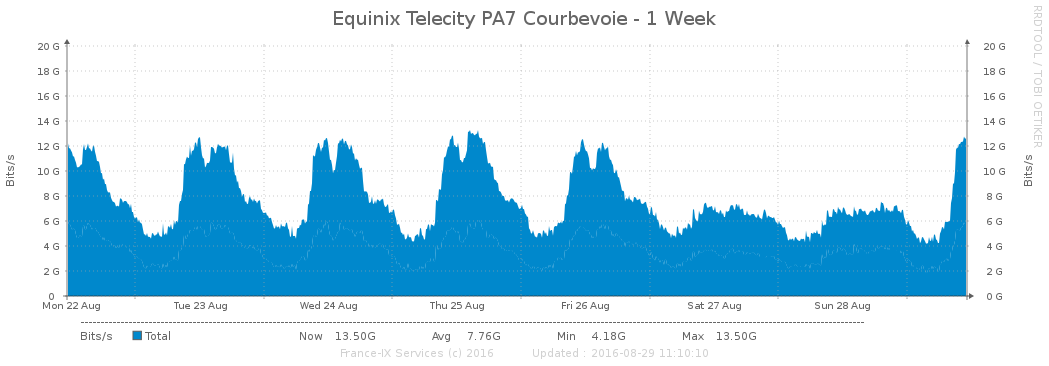 Equinix Telecity PA7 Courbevoie - 1 Week
RRDTOOL / TOBI OETIKER
Bits/s
20 G
18 G
16 G
14 G
12 G
10 G
8 G
6 G
4 G
2 G
0
20 G
18 G
16 G
14 G
12 G
10 G
8 G
6 G
4 G
2 G
0 G
Bits/s
Mon 22 Aug Tue 23 Aug Wed 24 Aug Thu 25 Aug Fri 26 Aug Sat 27 Aug Sun 28 Aug
Bits/s Total Now 13.50G Avg 7.76G Min 4.18G Max 13.50G
France-IX Services (c) 2016 Updated : 2016-08-29 11:10:10